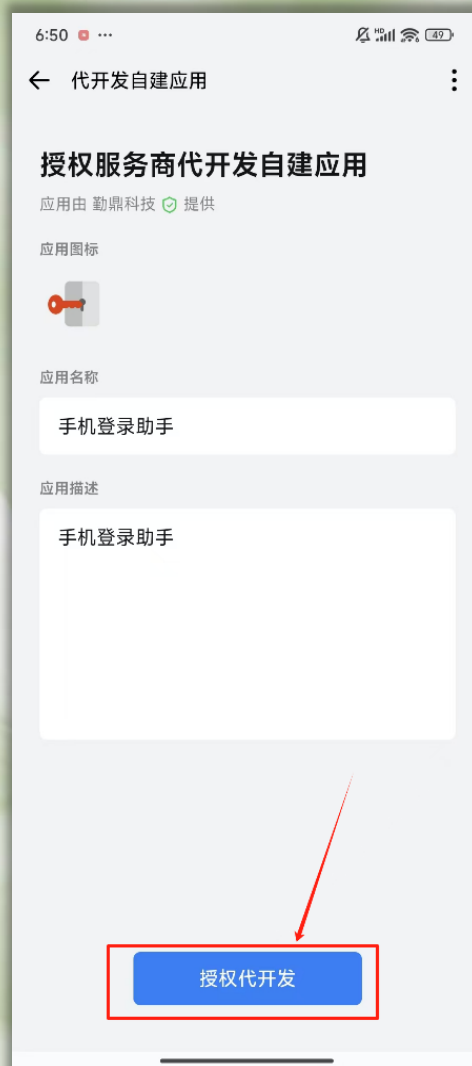 6:50
HD
49
代开发自建应用
授权服务商代开发自建应用
应用由 勤鼎科技 提供
应用图标
应用名称
手机登录助手
应用描述
手机登录助手
授权代开发